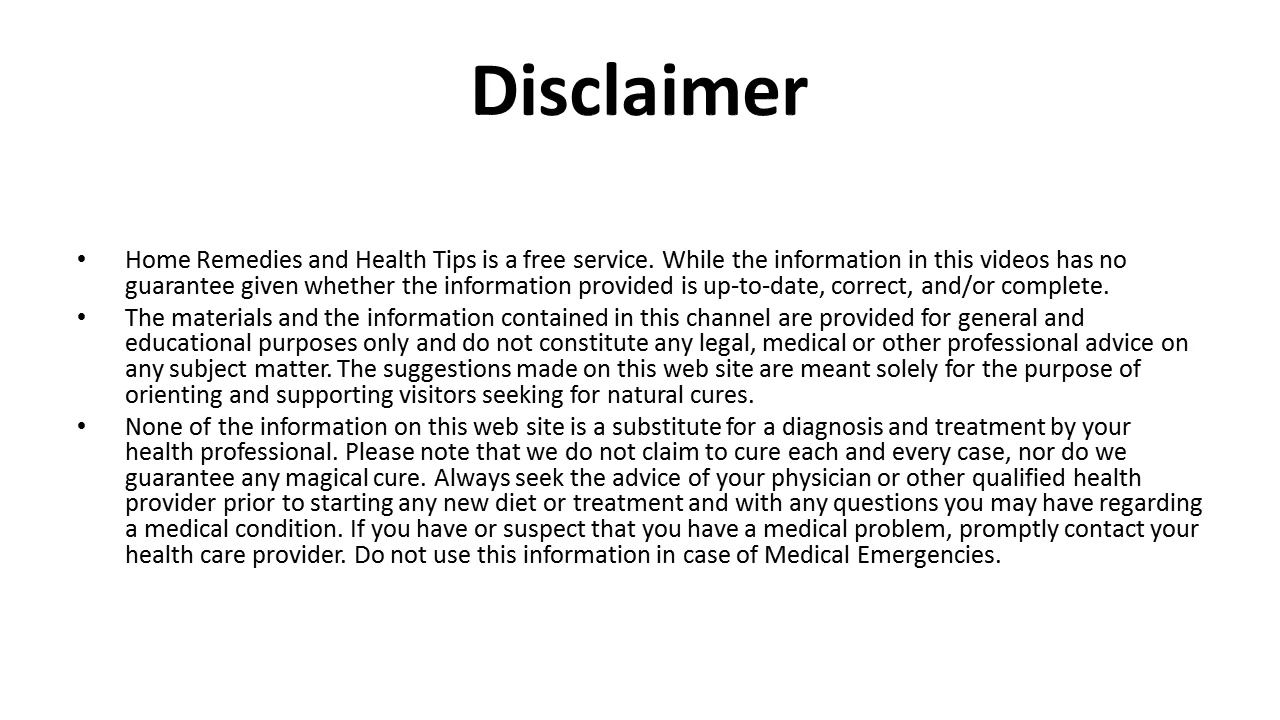 Disclaimer
• Home Remedies and Health Tips is a free service. While the information in this videos has no
guarantee given whether the information provided is up-to-date, correct, and/or complete.
• The materials and the information contained in this channel are provided for general and
educational purposes only and do not constitute any legal, medical or other professional advice on
any subject matter. The suggestions made on this web site are meant solely for the purpose of
orienting and supporting visitors seeking for natural cures.
• None of the information on this web site is a substitute for a diagnosis and treatment by your
health professional. Please note that we do not claim to cure each and every case, nor do we
guarantee any magical cure. Always seek the advice of your physician or other qualified health
provider prior to starting any new diet or treatment and with any questions you may have regarding
a medical condition. If you have or suspect that you have a medical problem, promptly contact your
health care provider. Do not use this information in case of Medical Emergencies.